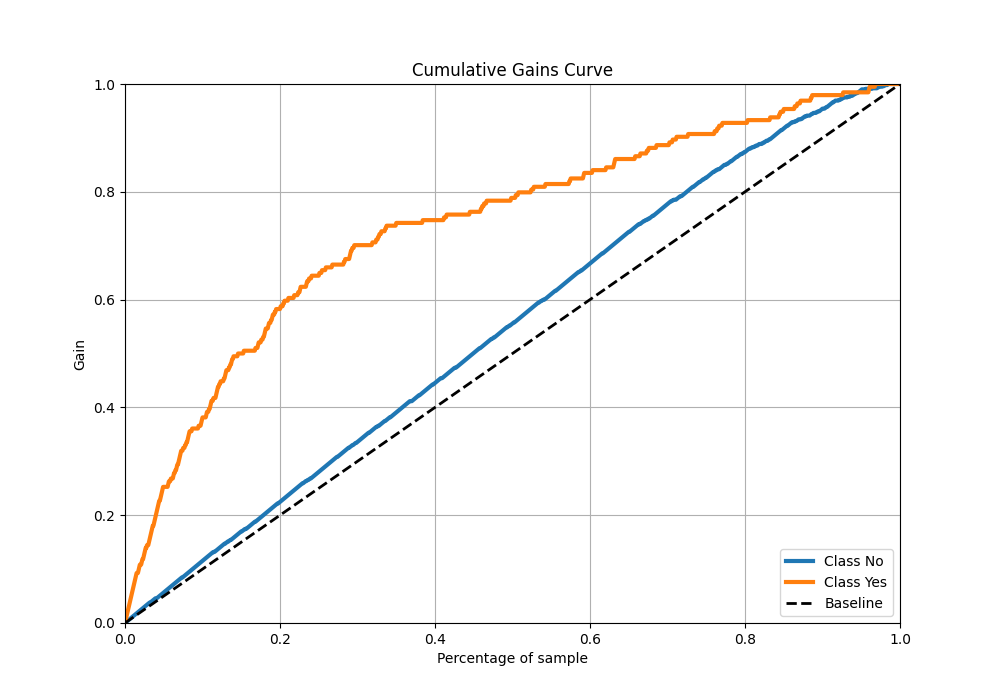 Cumulative Gains Curve
1.0
0.8
0.6
0.4
0.2
0.0
Gain
Class No
Class Yes
Baseline
0.0 0.2 0.4 0.6 0.8 1.0
Percentage of sample